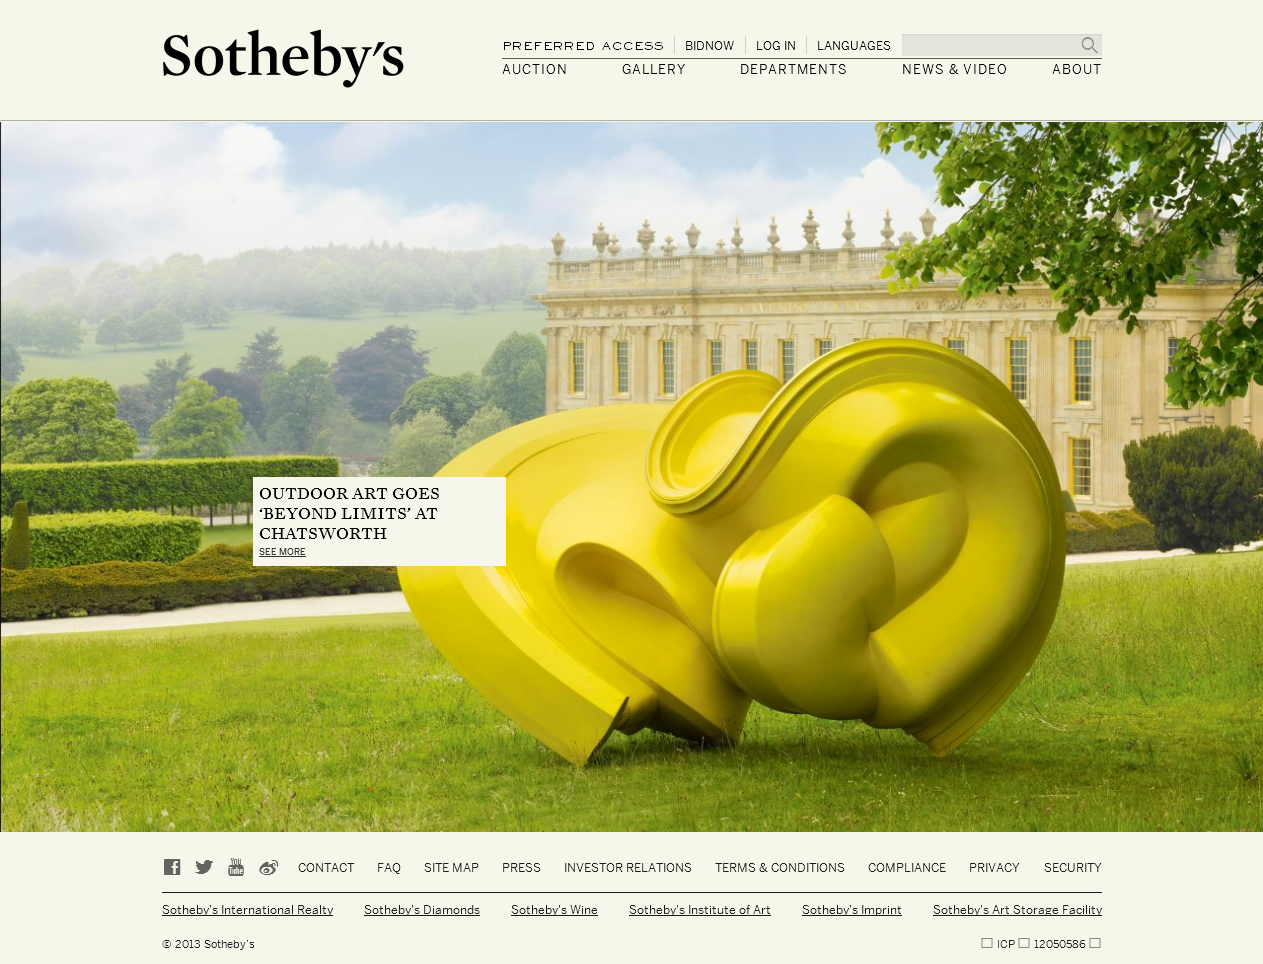 Sotheby's
PREFERRED ACCESS
BIDNOW
LOG IN
LANGUAGES
AUCTION
GALLERY
DEPARTMENTS
NEWS & VIDEO
ABOUT
OUTDOOR ART GOES
‘BEYOND LIMITS’ AT
CHATSWORTH
SEE MORE
You
Tube
CONTACT
FAQ
SITE MAP
PRESS
INVESTOR RELATIONS
TERMS & CONDITIONS
COMPLIANCE
PRIVACY
SECURITY
Sotheby's International Realty
Sotheby's Diamonds
Sotheby's Wine
Sotheby's Institute of Art
Sotheby's Imprint
Sotheby's Art Storage Facility
© 2013 Sotheby's
□ ICP □ 12050586 □